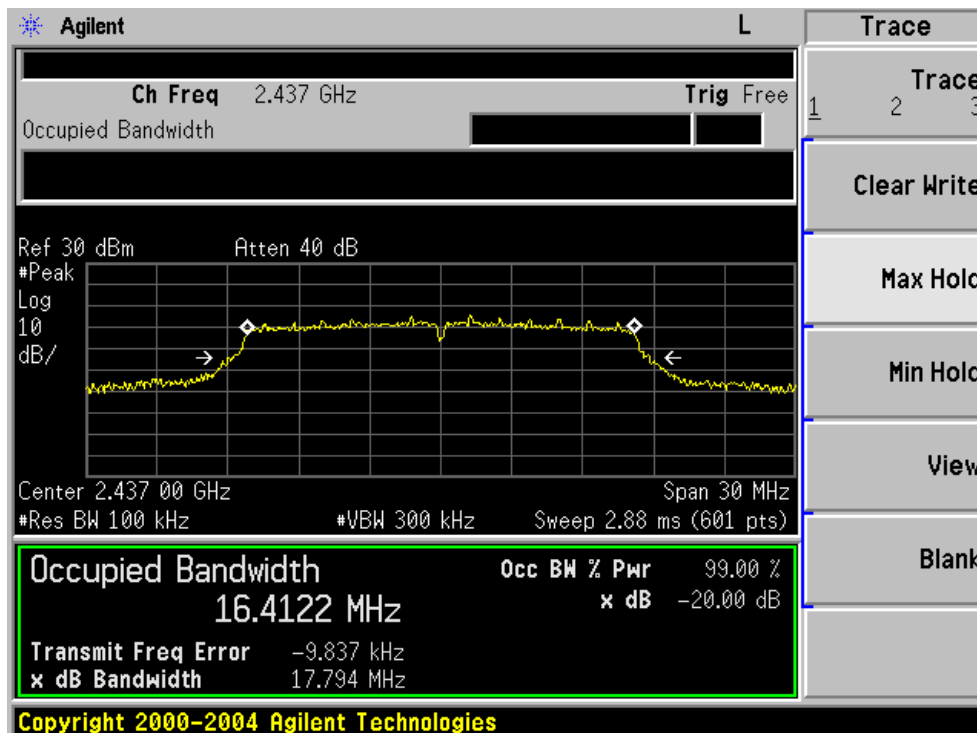 Agilent L Trace
Ch Freq 2.437 GHz Trig Free
Occupied Bandwidth
Trace
1 2 3
Clear Write
Max Hold
Min Hold
View
Blank
Ref 30 dBm Atten 40 dB
#Peak
Log
10
dB/
Center 2.437 00 GHz Span 30 MHz
#Res BW 100 kHz #VBW 300 kHz Sweep 2.88 ms (601 pts)
Occupied Bandwidth Occ BW % Pwr 99.00 %
16.4122 MHz x dB -20.00 dB
Transmit Freq Error -9.837 kHz
x dB Bandwidth 17.794 MHz
Copyright 2000-2004 Agilent Technologies